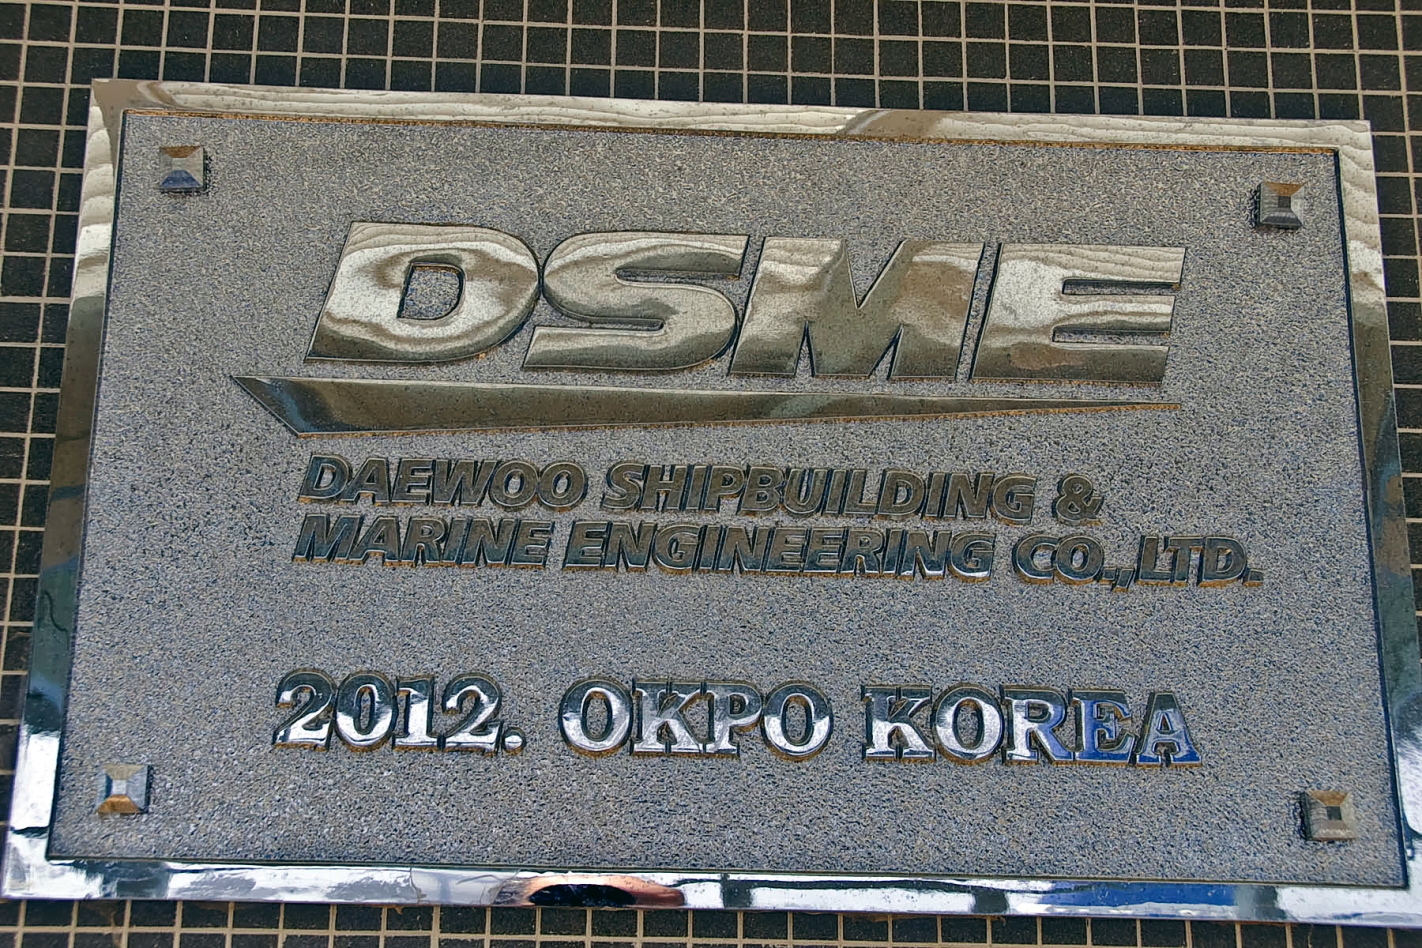 DSME
DAEWOO SHIPBUILDING &
MARINE ENGINEERING CO.,LTD.
2012. OKPO KOREA